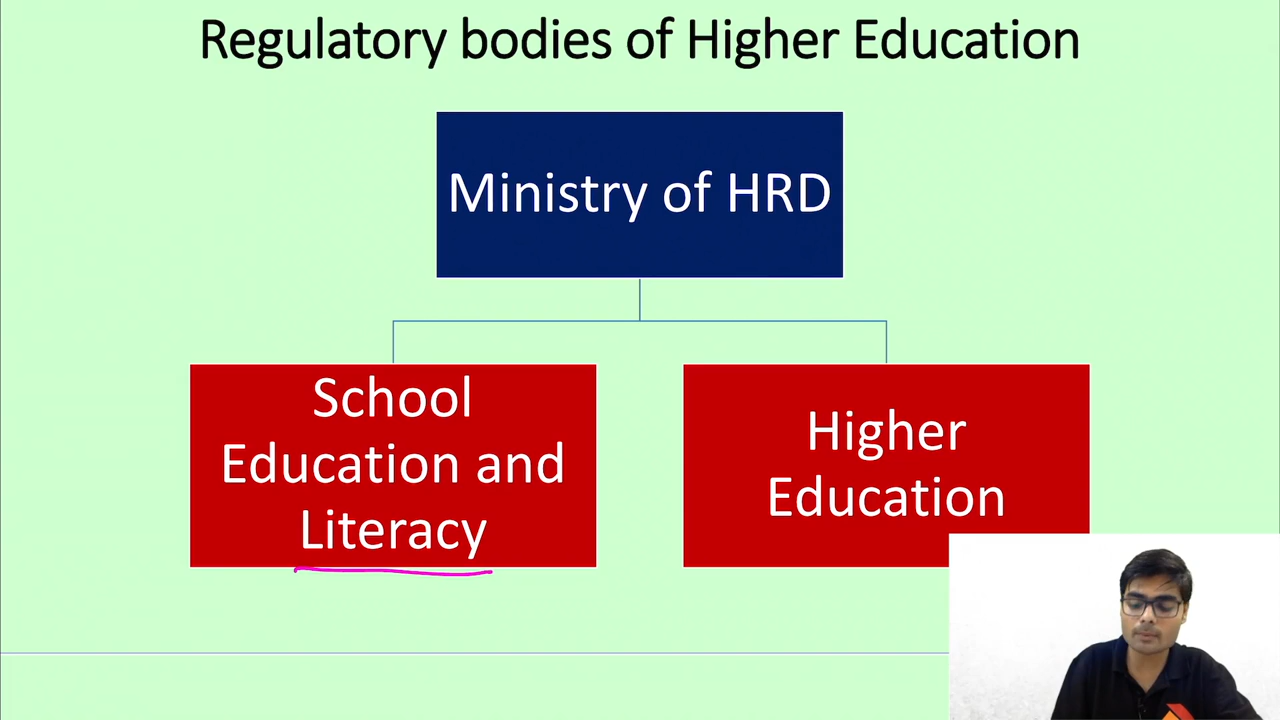 Regulatory bodies of Higher Education
Ministry of HRD
School
Education and
Literacy
Higher
Education